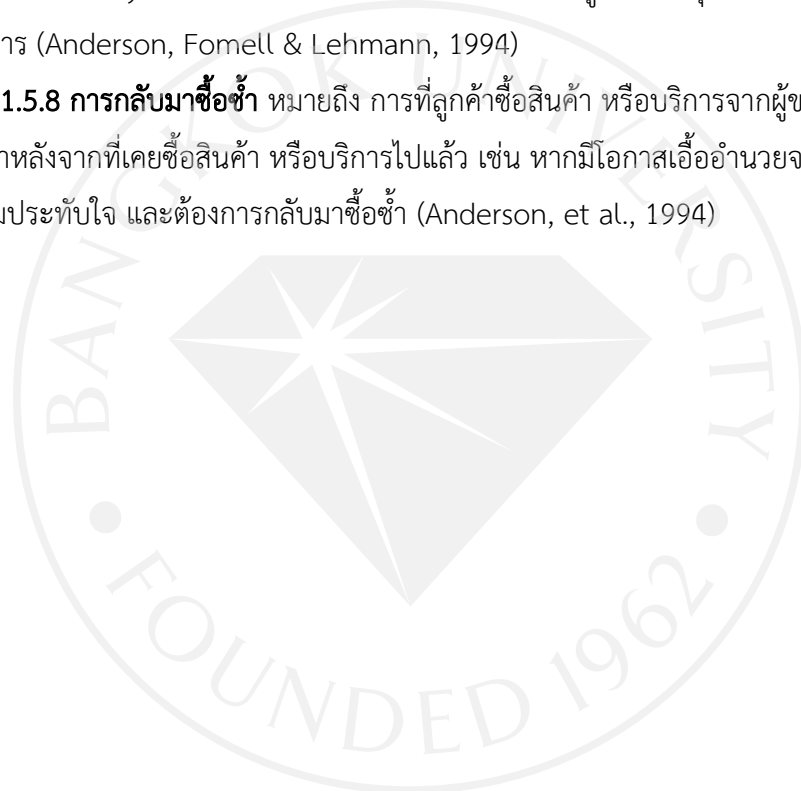 าร (Anderson, Fomell & Lehmann, 1994)
1.5.8 การกลับมาซื้อซ้ำ หมายถึง การที่ลูกค้าซื้อสินค้า หรือบริการจากผู้ข
าหลังจากที่เคยซื้อสินค้า หรือบริการไปแล้ว เช่น หากมีโอกาสเอื้ออำนวยจ
มประทับใจ และต้องการกลับมาซื้อซ้ำ (Anderson, et al., 1994)
BANGKOK UNIVERSITY
• FOUNDED 1962 •